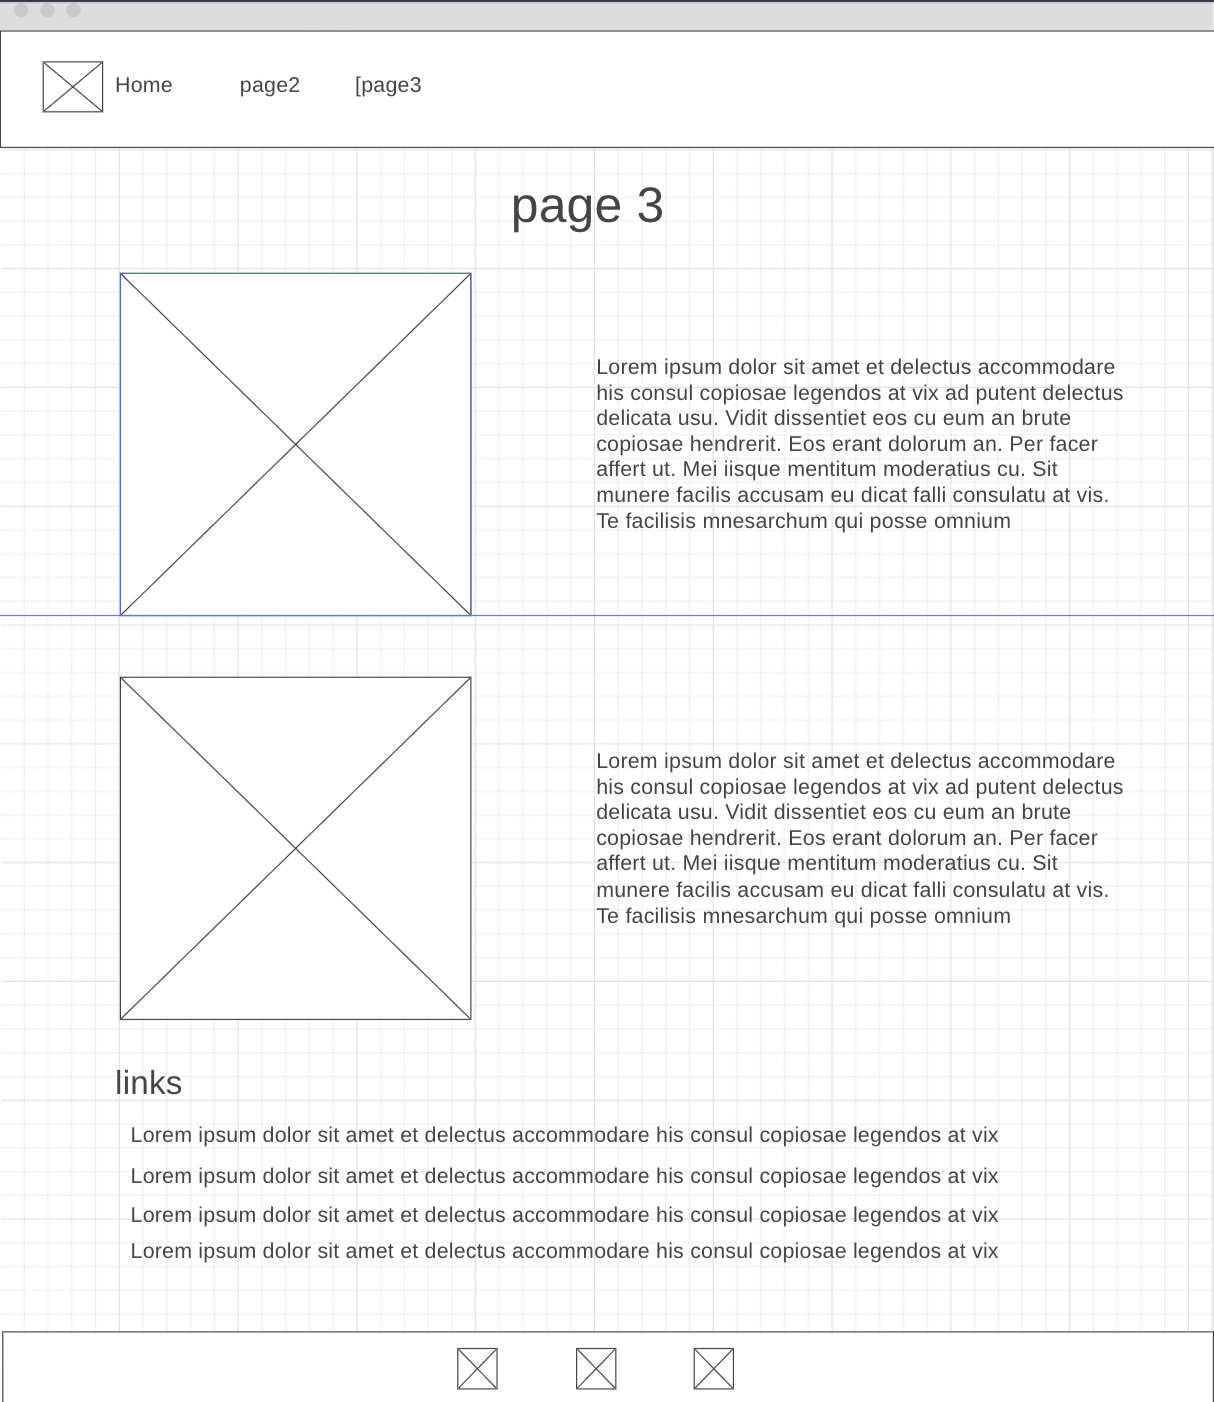 Home page2 [page3
page 3
Lorem ipsum dolor sit amet et delectus accommodare
his consul copiosae legendos at vix ad putent delectus
delicata usu. Vidit dissentiet eos cu eum an brute
copiosae hendrerit. Eos erant dolorum an. Per facer
affert ut. Mei iisque mentitum moderatius cu. Sit
munere facilis accusam eu dicat falli consulatu at vis.
Te facilisis mnesarchum qui posse omnium
Lorem ipsum dolor sit amet et delectus accommodare
his consul copiosae legendos at vix ad putent delectus
delicata usu. Vidit dissentiet eos cu eum an brute
copiosae hendrerit. Eos erant dolorum an. Per facer
affert ut. Mei iisque mentitum moderatius cu. Sit
munere facilis accusam eu dicat falli consulatu at vis.
Te facilisis mnesarchum qui posse omnium
links
Lorem ipsum dolor sit amet et delectus accommodare his consul copiosae legendos at vix
Lorem ipsum dolor sit amet et delectus accommodare his consul copiosae legendos at vix
Lorem ipsum dolor sit amet et delectus accommodare his consul copiosae legendos at vix
Lorem ipsum dolor sit amet et delectus accommodare his consul copiosae legendos at vix